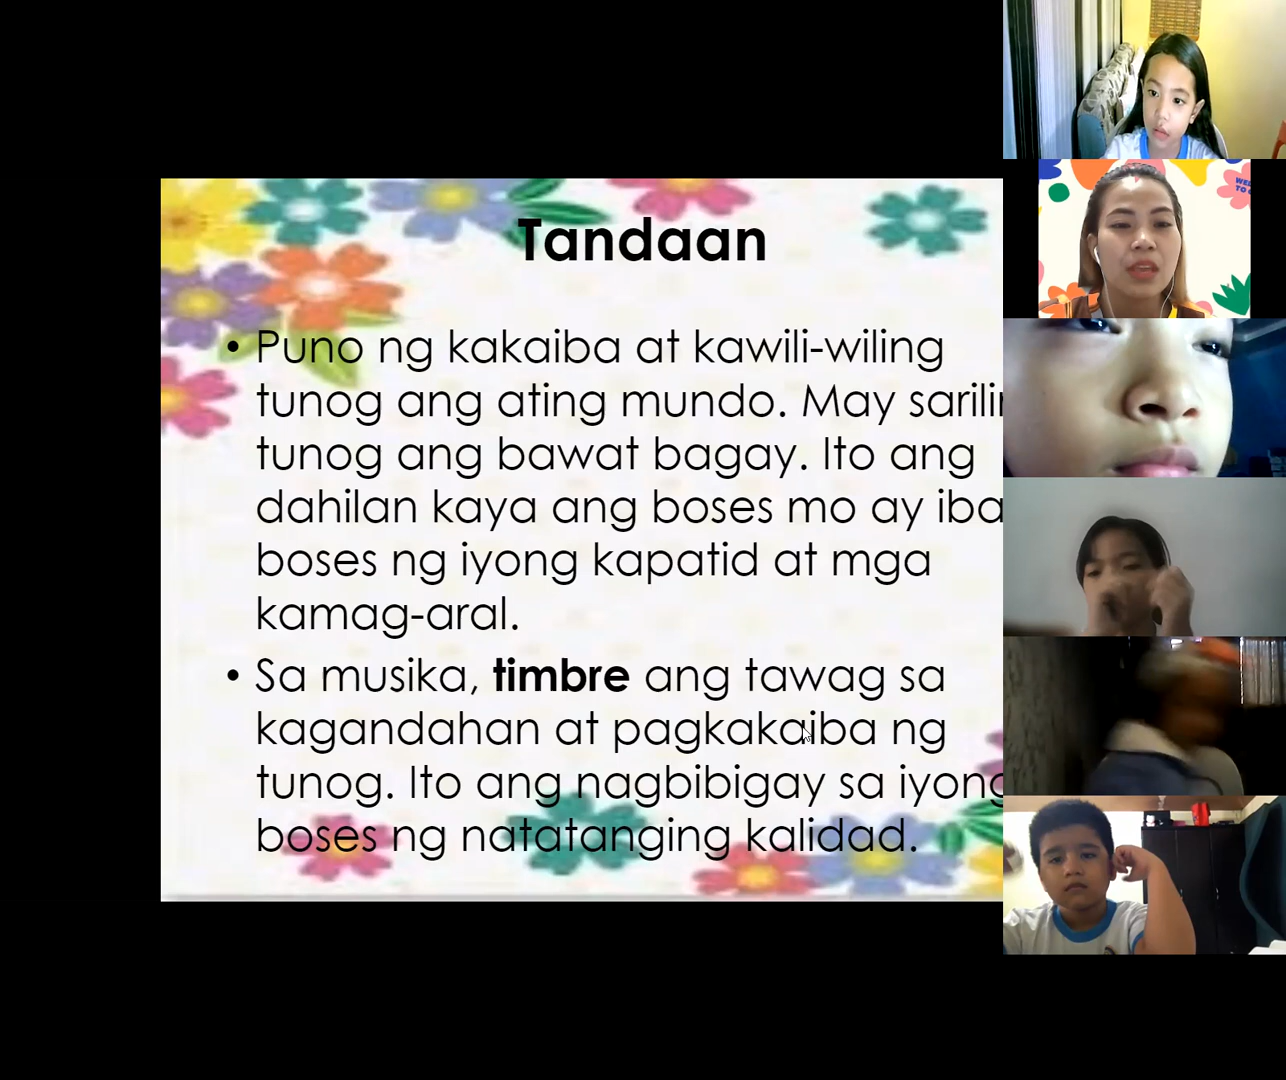 Tandaan
• Puno ng kakaiba at kawili-wiling
tunog ang ating mundo. May
tunog ang bawat bagay. Ito ang
dahilan kaya ang boses mo ay iba
boses ng iyong kapatid at mga
kamag-aral.
• Sa musika, timbre ang tawag sa
kagandahan at pagkakaiba ng
tunog. Ito ang nagbibigay sa iyong
boses ng natatanging kalidad.